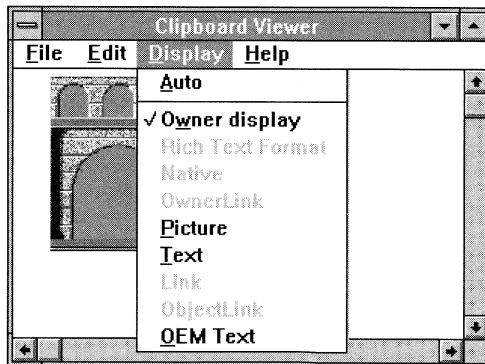 Clipboard Viewer
File Edit Display Help
Auto
✓ Owner display
Rich Text Format
Native
OwnerLink
Picture
Text
Link
ObjectLink
OEM Text